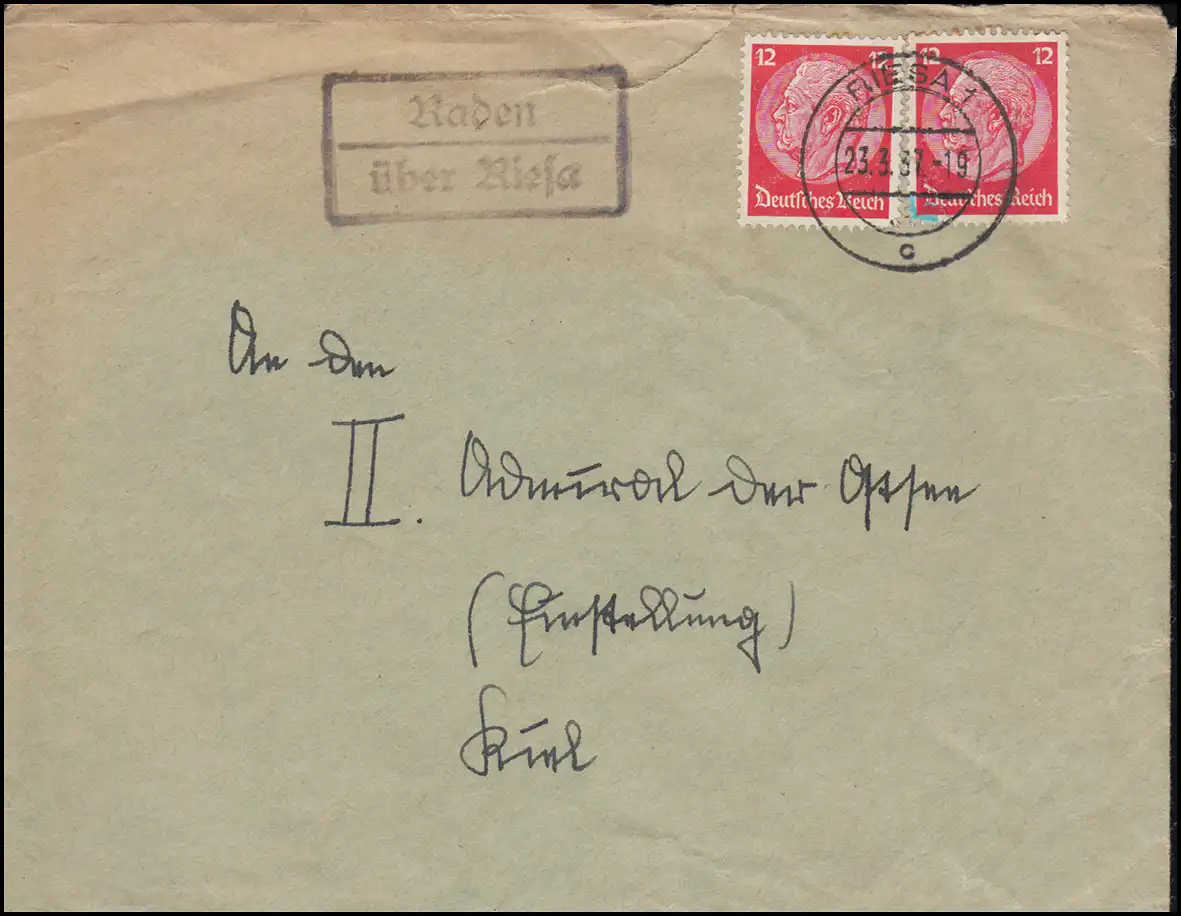 Raden
über Riesa
12 12
12 12
RIESA 1
23.3.37.-19
c
Deutsches Reich
Deutsches Reich
An den
II. Admiral der Ostsee
(Einstellung)
Kiel